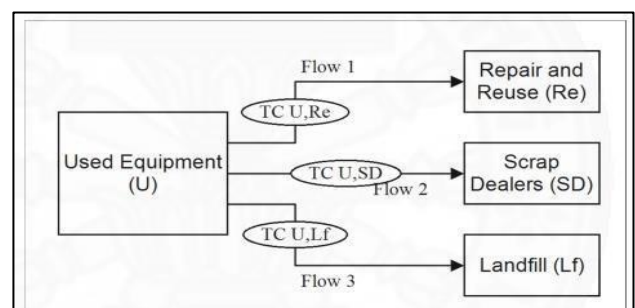 Flow 1
Repair and
Reuse (Re)
TC U,Re
Used Equipment
(U)
TC U,SD
Flow 2
Scrap
Dealers (SD)
TC U,Lf
Landfill (Lf)
Flow 3